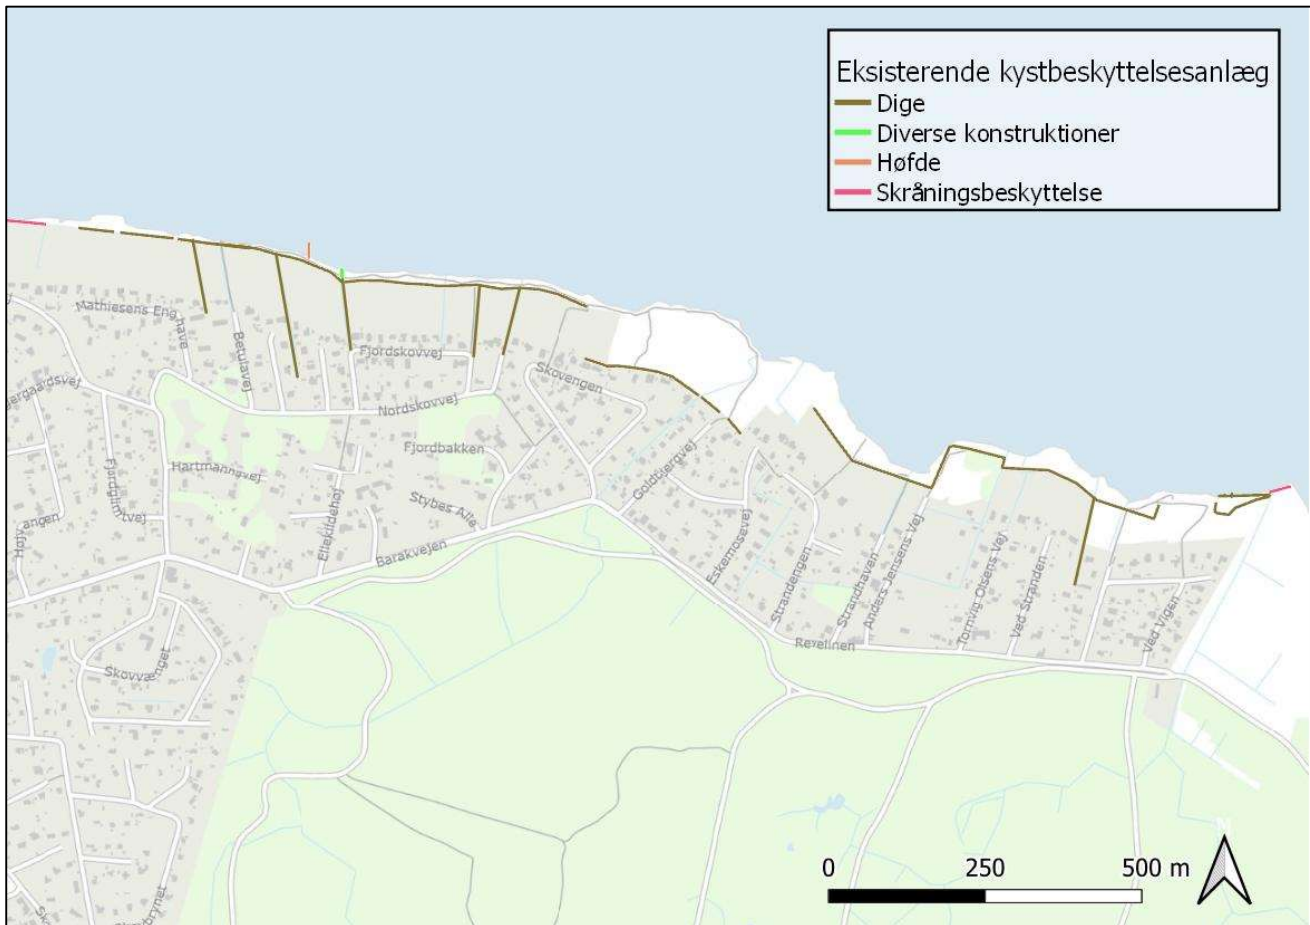 Eksisterende kystbeskyttelsesanlæg
Dige
Diverse konstruktioner
Høfde
Skråningsbeskyttelse
Mathiesens Eng
have
Betulavej
Fjordskovvej
Skovengen
Nordskovvej
Fjordbakken
Hartmannsvej
Fjordglimtvej
Stybes Alle
Goldbjergvej
Ellekildehøj
Barakvejen
Eskemosevej
Strandengen
Strandhaven
Anders Jensens Vej
Tornvig Olsens Vej
Ved Stranden
Ved Vigen
Revelinen
Skovvænget
0 250 500 m